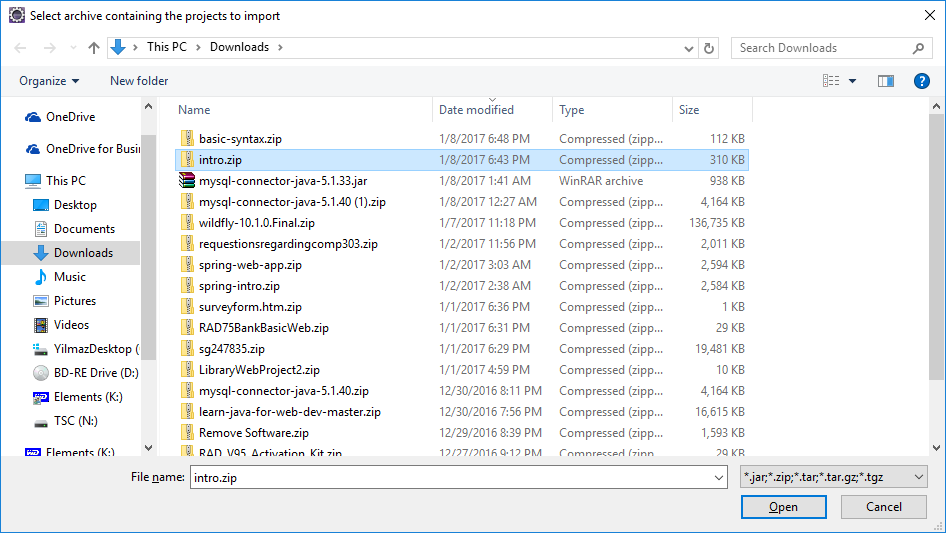 Select archive containing the projects to import
This PC > Downloads >
Search Downloads
Organize New folder
OneDrive
OneDrive for Busi
This PC
Desktop
Documents
Downloads
Music
Pictures
Videos
YilmazDesktop (
BD-RE Drive (D:)
Elements (K:)
TSC (N:)
Elements (K:)
Name Date modified Type Size
basic-syntax.zip 1/8/2017 6:48 PM Compressed (zipp... 112 KB
intro.zip 1/8/2017 6:43 PM Compressed (zipp... 310 KB
mysql-connector-java-5.1.33.jar 1/8/2017 1:41 AM WinRAR archive 938 KB
mysql-connector-java-5.1.40 (1).zip 1/8/2017 12:27 AM Compressed (zipp... 4,164 KB
wildfly-10.1.0.Final.zip 1/7/2017 11:18 PM Compressed (zipp... 136,735 KB
requestionsregardingcomp303.zip 1/2/2017 11:56 PM Compressed (zipp... 2,011 KB
spring-web-app.zip 1/2/2017 3:03 AM Compressed (zipp... 2,594 KB
spring-intro.zip 1/2/2017 2:38 AM Compressed (zipp... 2,584 KB
surveyform.htm.zip 1/1/2017 6:36 PM Compressed (zipp... 1 KB
RAD75BankBasicWeb.zip 1/1/2017 6:31 PM Compressed (zipp... 29 KB
sg247835.zip 1/1/2017 6:29 PM Compressed (zipp... 19,481 KB
LibraryWebProject2.zip 1/1/2017 4:59 PM Compressed (zipp... 10 KB
mysql-connector-java-5.1.40.zip 12/30/2016 8:11 PM Compressed (zipp... 4,164 KB
learn-java-for-web-dev-master.zip 12/30/2016 7:56 PM Compressed (zipp... 16,615 KB
Remove Software.zip 12/29/2016 8:39 PM Compressed (zipp... 1,593 KB
RAD_V95_Activation_Kit.zip 12/27/2016 9:12 PM Compressed (zipp... 29 KB
File name: intro.zip *.jar;*.zip;*.tar;*.tar.gz;*.tgz
Open Cancel